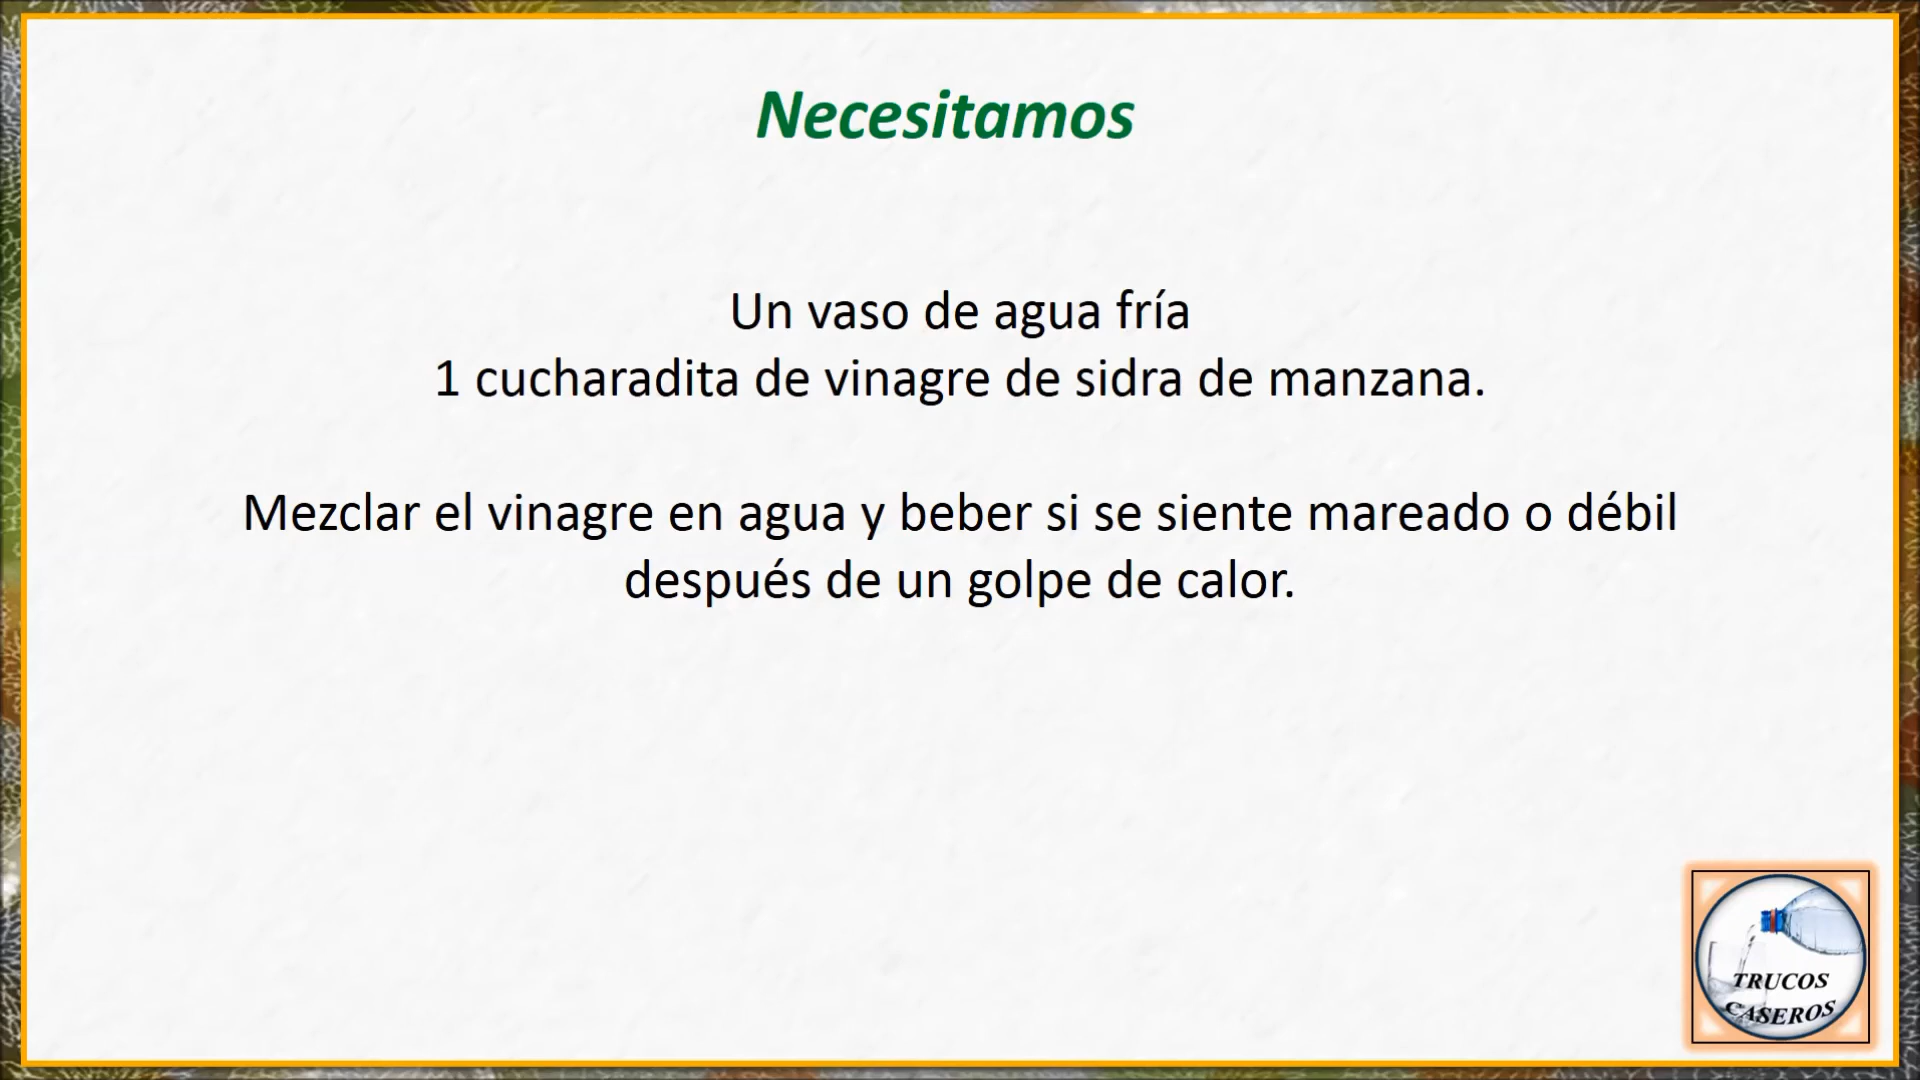 Necesitamos
Un vaso de agua fría
1 cucharadita de vinagre de sidra de manzana.
Mezclar el vinagre en agua y beber si se siente mareado o débil
después de un golpe de calor.
TRUCOS
CASEROS